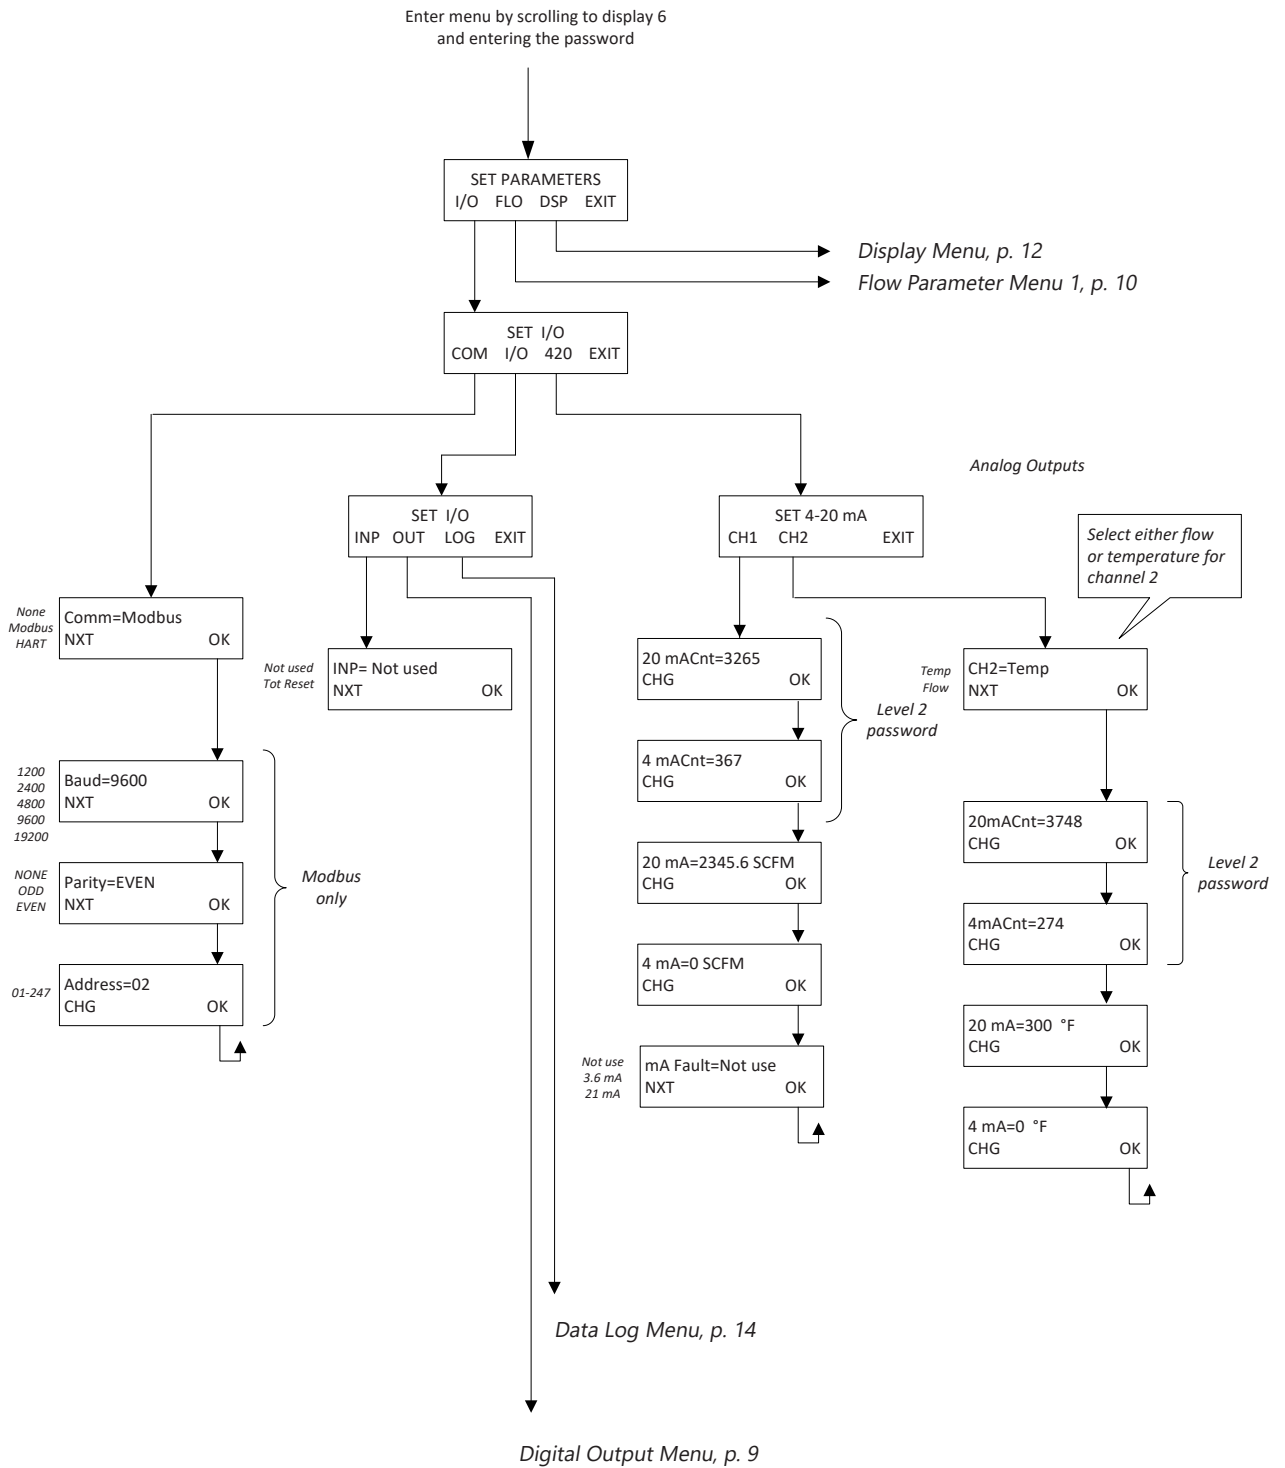 Enter menu by scrolling to display 6
and entering the password
SET PARAMETERS
I/O FLO DSP EXIT
Display Menu, p. 12
Flow Parameter Menu 1, p. 10
SET I/O
COM I/O 420 EXIT
Analog Outputs
SET I/O
INP OUT LOG EXIT
SET 4-20 mA
CH1 CH2 EXIT
Select either flow
or temperature for
channel 2
None
Modbus
HART
Comm=Modbus
NXT OK
Not used
Tot Reset
INP= Not used
NXT OK
20 mACnt=3265
CHG OK
Level 2
password
4 mACnt=367
CHG OK
Temp
Flow
CH2=Temp
NXT OK
1200
2400
4800
9600
19200
Baud=9600
NXT OK
NONE
ODD
EVEN
Parity=EVEN
NXT OK
Modbus
only
01-247
Address=02
CHG OK
20 mA=2345.6 SCFM
CHG OK
4 mA=0 SCFM
CHG OK
Not use
3.6 mA
21 mA
mA Fault=Not use
NXT OK
20mACnt=3748
CHG OK
Level 2
password
4mACnt=274
CHG OK
20 mA=300 °F
CHG OK
4 mA=0 °F
CHG OK
Data Log Menu, p. 14
Digital Output Menu, p. 9